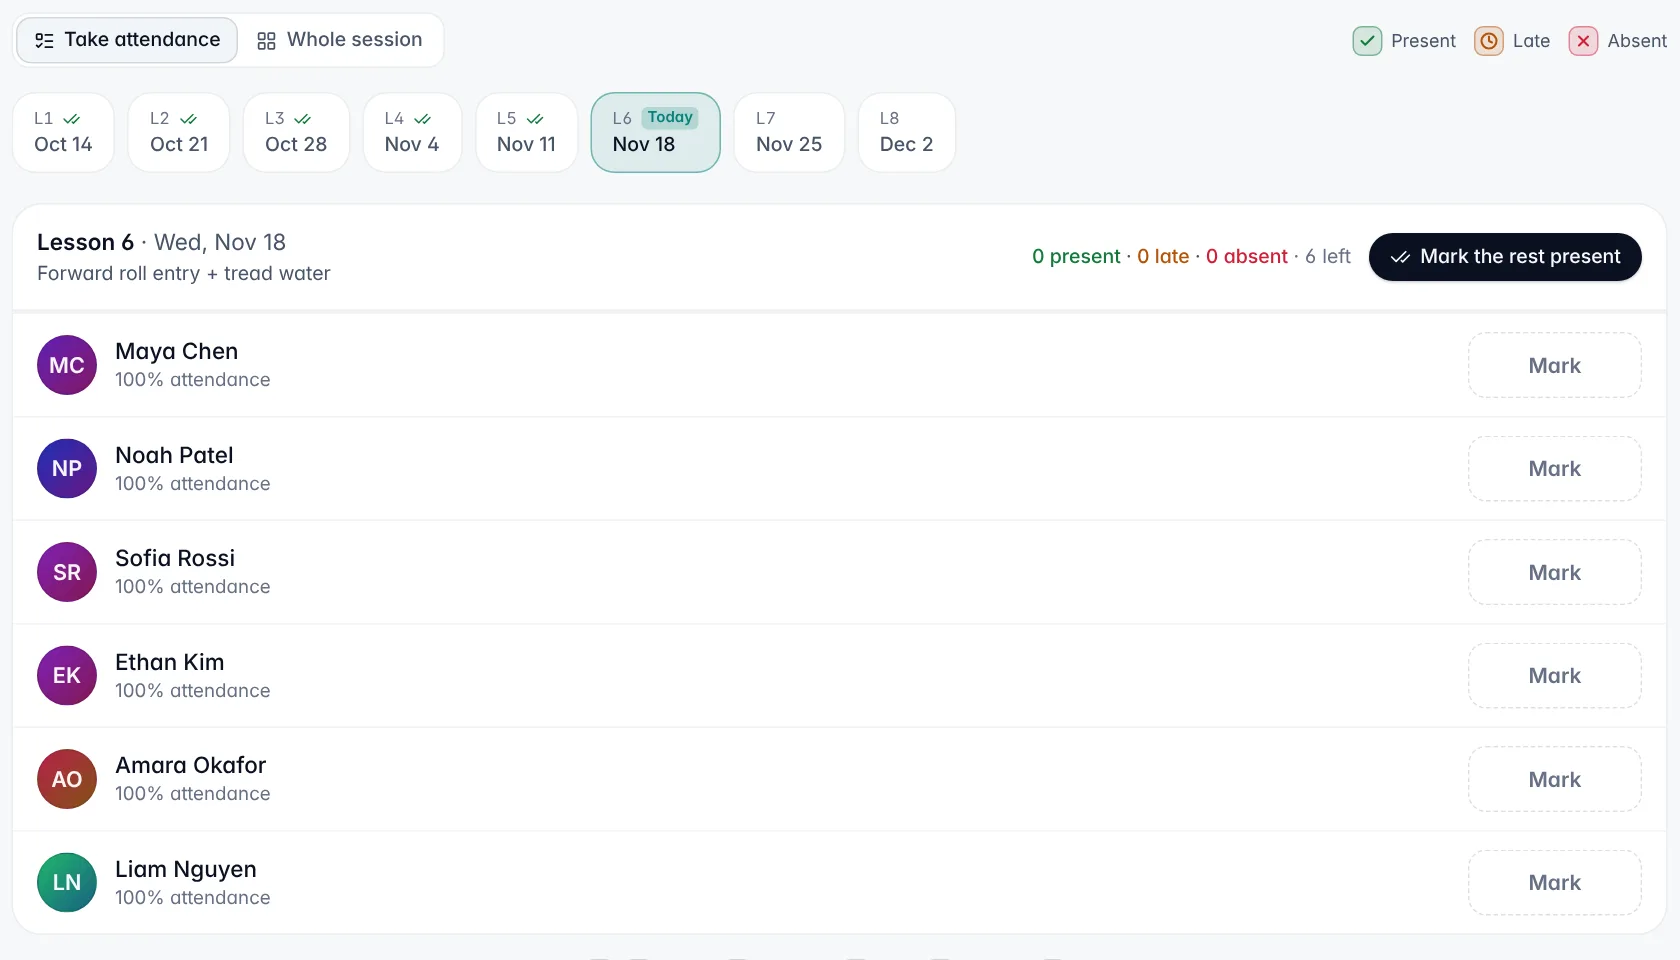 Take attendance
Whole session
Present
Late
Absent
L1
Oct 14
L2
Oct 21
L3
Oct 28
L4
Nov 4
L5
Nov 11
L6 Today
Nov 18
L7
Nov 25
L8
Dec 2
Lesson 6 · Wed, Nov 18
Forward roll entry + tread water
0 present · 0 late · 0 absent · 6 left
Mark the rest present
MC
Maya Chen
100% attendance
Mark
NP
Noah Patel
100% attendance
Mark
SR
Sofia Rossi
100% attendance
Mark
EK
Ethan Kim
100% attendance
Mark
AO
Amara Okafor
100% attendance
Mark
LN
Liam Nguyen
100% attendance
Mark